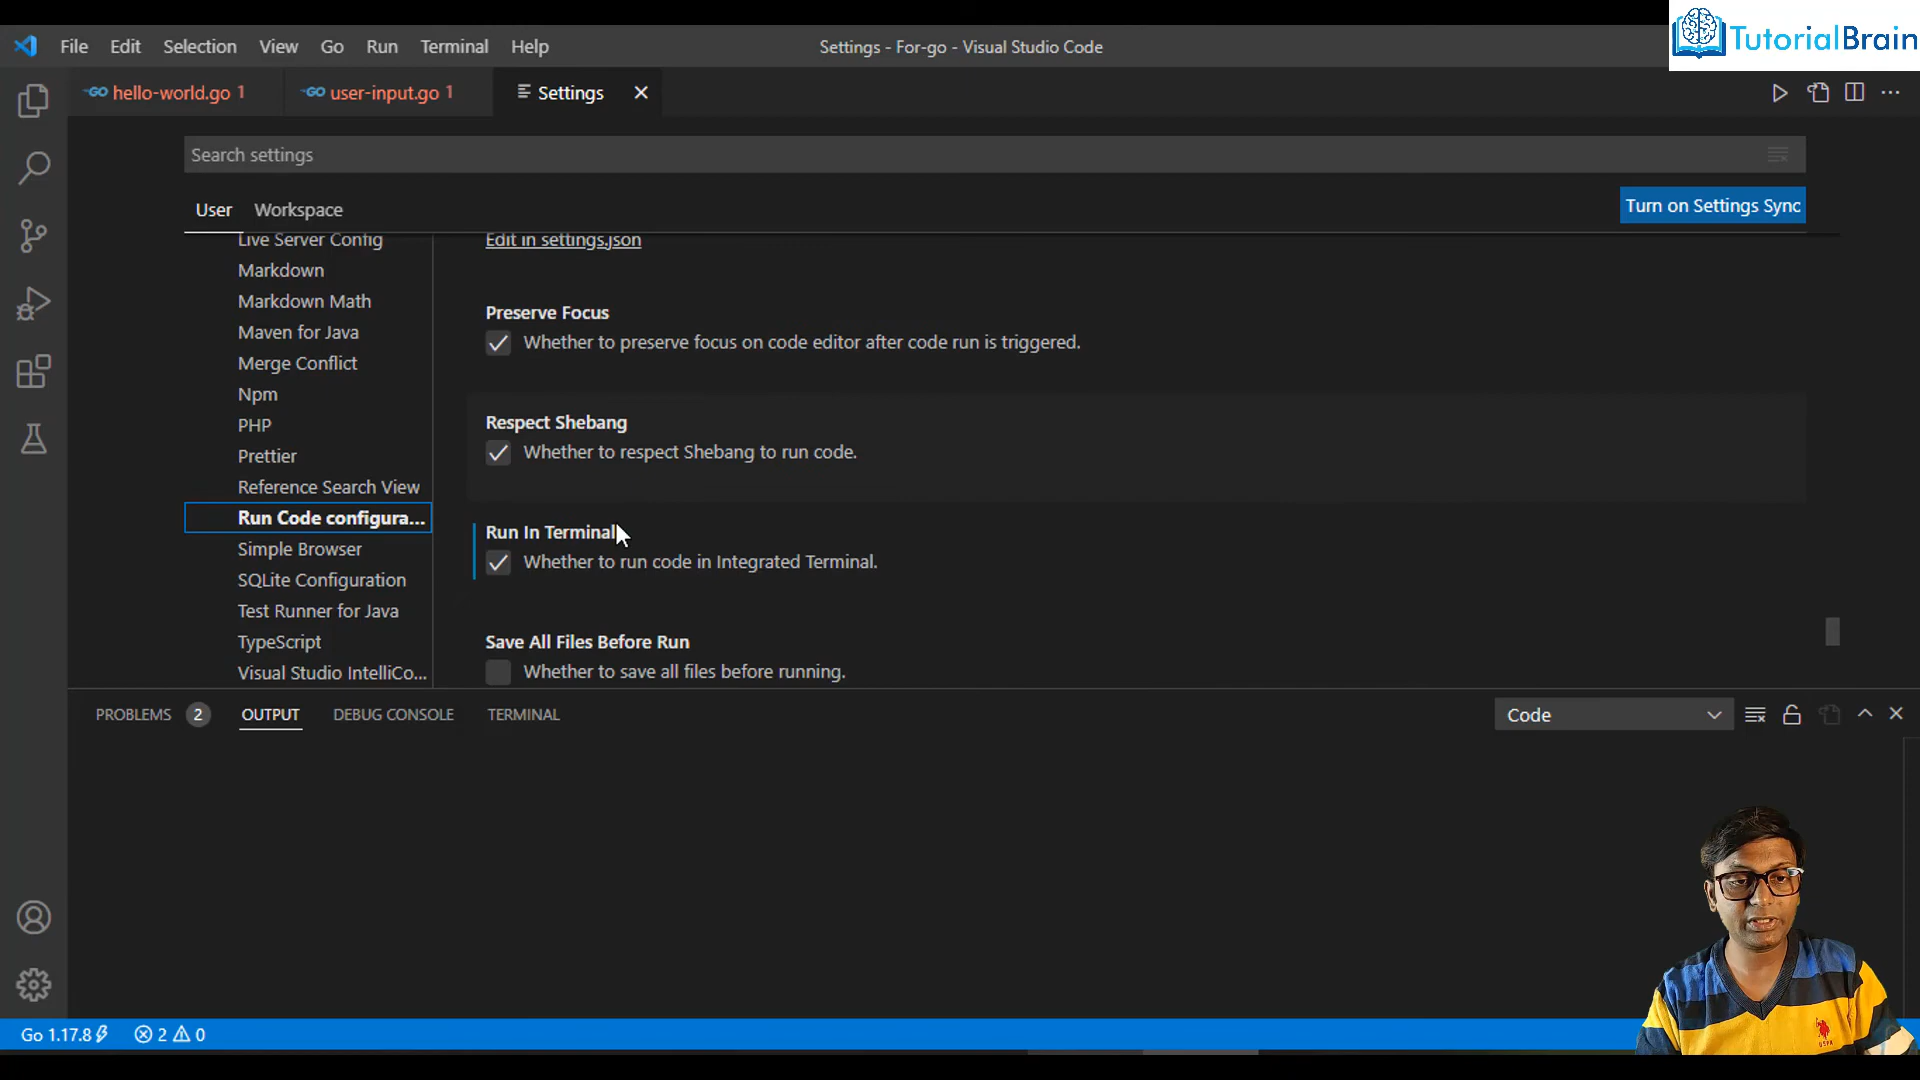 TutorialBrain
File Edit Selection View Go Run Terminal Help
Settings - For-go - Visual Studio Code
hello-world.go 1
user-input.go 1
Settings
Search settings
User Workspace
Turn on Settings Sync
Live Server Config
Markdown
Markdown Math
Maven for Java
Merge Conflict
Npm
PHP
Prettier
Reference Search View
Run Code configura...
Simple Browser
SQLite Configuration
Test Runner for Java
TypeScript
Visual Studio IntelliCo...
Edit in settings.json
Preserve Focus
Whether to preserve focus on code editor after code run is triggered.
Respect Shebang
Whether to respect Shebang to run code.
Run In Terminal
Whether to run code in Integrated Terminal.
Save All Files Before Run
Whether to save all files before running.
PROBLEMS 2 OUTPUT DEBUG CONSOLE TERMINAL
Code
Go 1.17.8
2 0